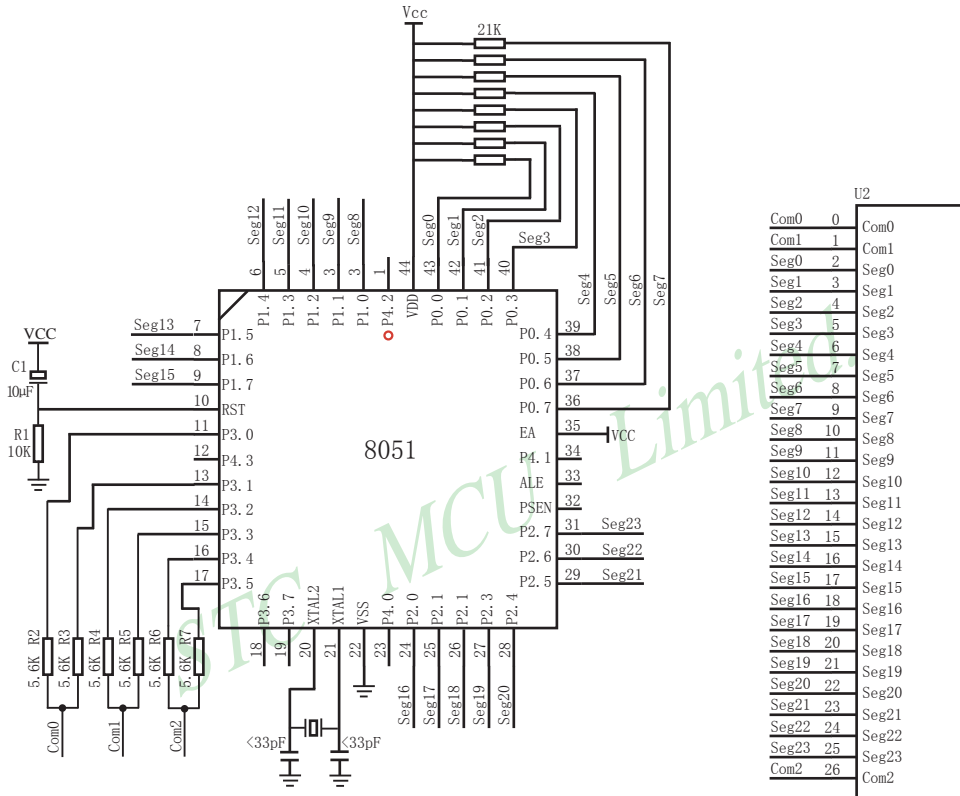 Vcc
21K
Seg12
Seg11
Seg10
Seg9
Seg8
Seg0
Seg1
Seg2
Seg3
Seg4
Seg5
Seg6
Seg7
6
5
4
3
3
1
44
43
42
41
40
P1.4
P1.3
P1.2
P1.1
P1.0
P4.2
VDD
P0.0
P0.1
P0.2
P0.3
VCC
C1
10μF
R1
10K
Seg13 7 P1.5
Seg14 8 P1.6
Seg15 9 P1.7
10 RST
11 P3.0
12 P4.3
13 P3.1
14 P3.2
15 P3.3
16 P3.4
17 P3.5
8051
P0.4 39
P0.5 38
P0.6 37
P0.7 36
EA 35 VCC
P4.1 34
ALE 33
PSEN 32
P2.7 31 Seg23
P2.6 30 Seg22
P2.5 29 Seg21
P3.6
P3.7
XTAL2
XTAL1
VSS
P4.0
P2.0
P2.1
P2.1
P2.3
P2.4
18
19
20
21
22
23
24
25
26
27
28
Seg16
Seg17
Seg18
Seg19
Seg20
5.6K R2
5.6K R3
5.6K R4
5.6K R5
5.6K R6
5.6K R7
Com0
Com1
Com2
<33pF
<33pF
STC MCU Limited.
U2
Com0 0 Com0
Com1 1 Com1
Seg0 2 Seg0
Seg1 3 Seg1
Seg2 4 Seg2
Seg3 5 Seg3
Seg4 6 Seg4
Seg5 7 Seg5
Seg6 8 Seg6
Seg7 9 Seg7
Seg8 10 Seg8
Seg9 11 Seg9
Seg10 12 Seg10
Seg11 13 Seg11
Seg12 14 Seg12
Seg13 15 Seg13
Seg14 16 Seg14
Seg15 17 Seg15
Seg16 18 Seg16
Seg17 19 Seg17
Seg18 20 Seg18
Seg19 21 Seg19
Seg20 22 Seg20
Seg21 23 Seg21
Seg22 24 Seg22
Seg23 25 Seg23
Com2 26 Com2